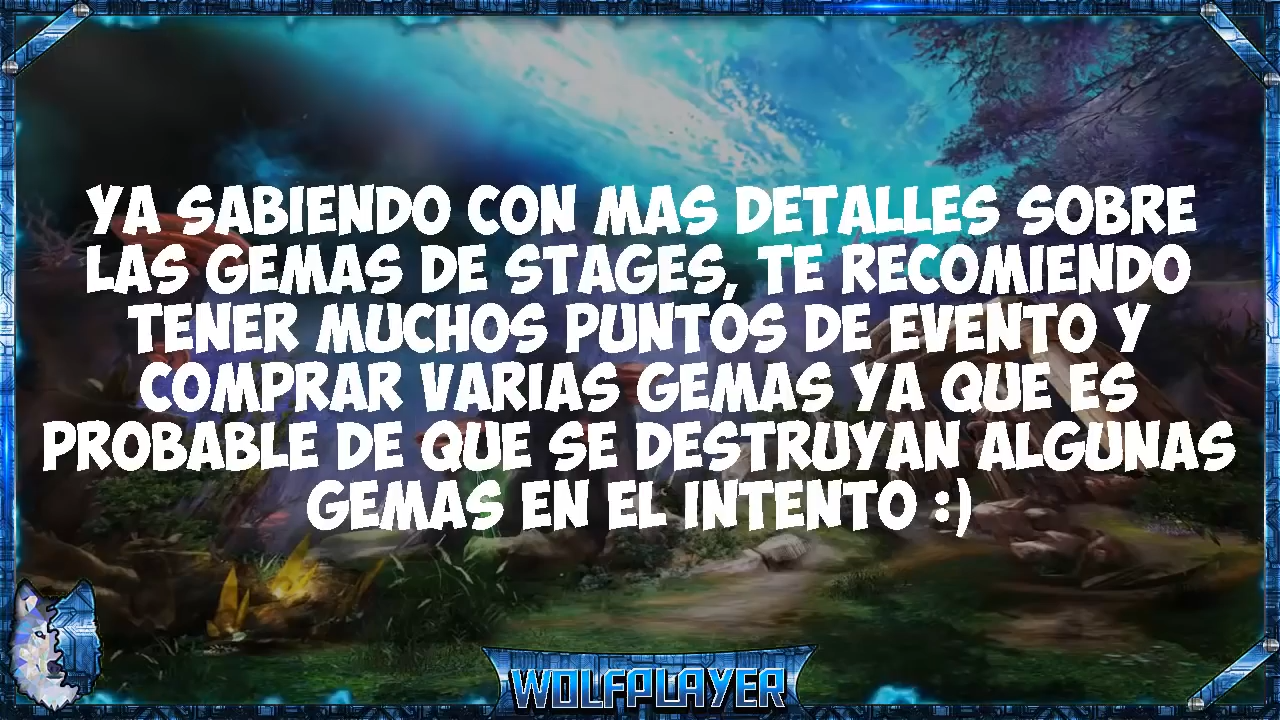 YA SABIENDO CON MAS DETALLES SOBRE
LAS GEMAS DE STAGES, TE RECOMIENDO
TENER MUCHOS PUNTOS DE EVENTO Y
COMPRAR VARIAS GEMAS YA QUE ES
PROBABLE DE QUE SE DESTRUYAN ALGUNAS
GEMAS EN EL INTENTO :)
WOLFPLAYER